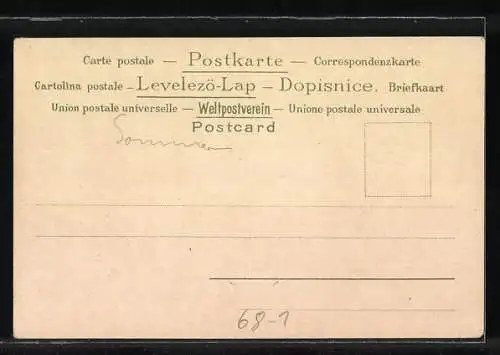 Carte postale — Postkarte — Correspondenzkarte
Cartolina postale – Levelezö-Lap – Dopisnice. Briefkaart
Union postale universelle — Weltpostverein — Unione postale universale
Postcard
68-1